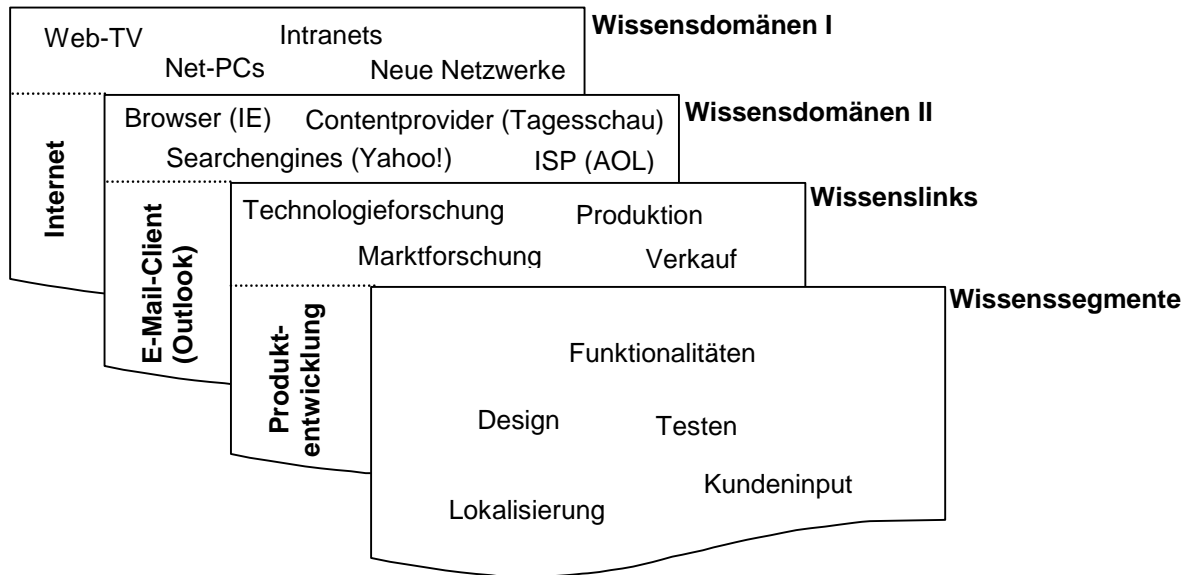 Wissensdomänen I
Web-TV
Intranets
Net-PCs
Neue Netzwerke
Internet
Wissensdomänen II
Browser (IE)
Contentprovider (Tagesschau)
Searchengines (Yahoo!)
ISP (AOL)
E-Mail-Client
(Outlook)
Wissenslinks
Technologieforschung
Produktion
Marktforschung
Verkauf
Produkt-
entwicklung
Wissenssegmente
Funktionalitäten
Design
Testen
Kundeninput
Lokalisierung